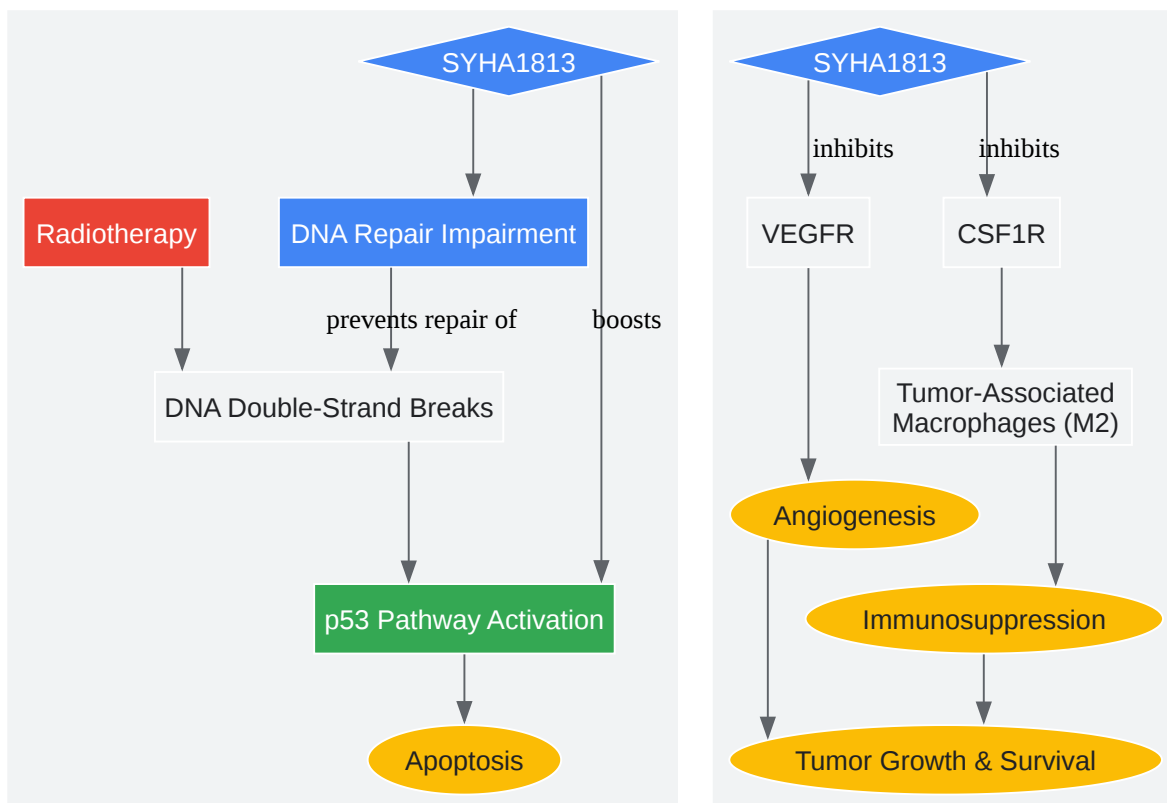 SYHA1813
Radiotherapy
DNA Repair Impairment
prevents repair of
boosts
DNA Double-Strand Breaks
p53 Pathway Activation
Apoptosis
SYHA1813
inhibits
inhibits
VEGFR
CSF1R
Tumor-Associated
Macrophages (M2)
Angiogenesis
Immunosuppression
Tumor Growth & Survival